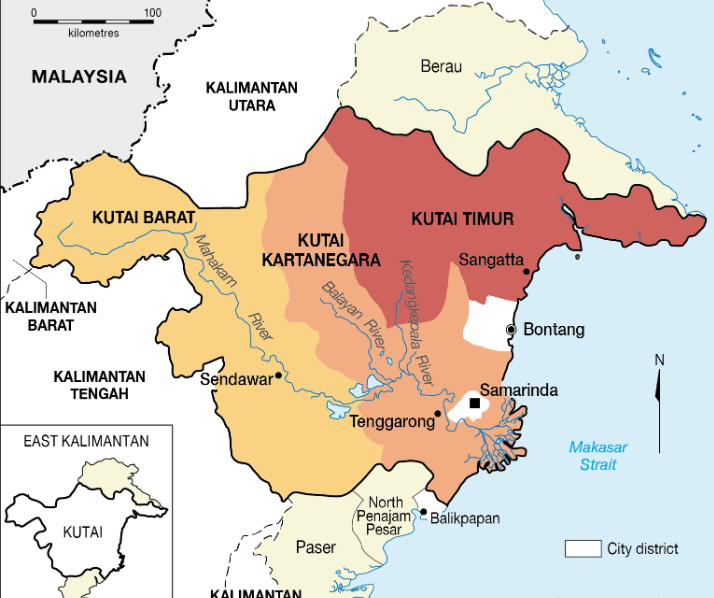 0 100
kilometres
MALAYSIA
KALIMANTAN
UTARA
Berau
KUTAI BARAT
KUTAI
KARTANEGARA
KUTAI TIMUR
Sangatta
Mahakam
River
Balayan River
Kedangkepala River
KALIMANTAN
BARAT
Bontang
KALIMANTAN
TENGAH
Sendawar
Samarinda
Tenggarong
N
Makasar
Strait
EAST KALIMANTAN
KUTAI
North
Penajam
Pesar
Balikpapan
Paser
City district
KALIMANTAN